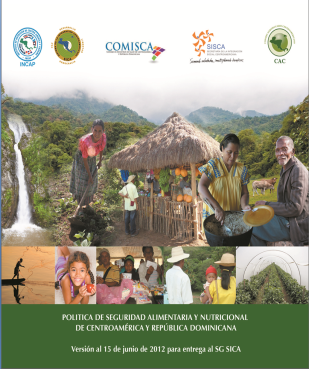 INCAP
COMISCA
SISCA
CAC
POLITICA DE SEGURIDAD ALIMENTARIA Y NUTRICIONAL
DE CENTROAMÉRICA Y REPÚBLICA DOMINICANA
Versión al 15 de junio de 2012 para entrega al SG SICA